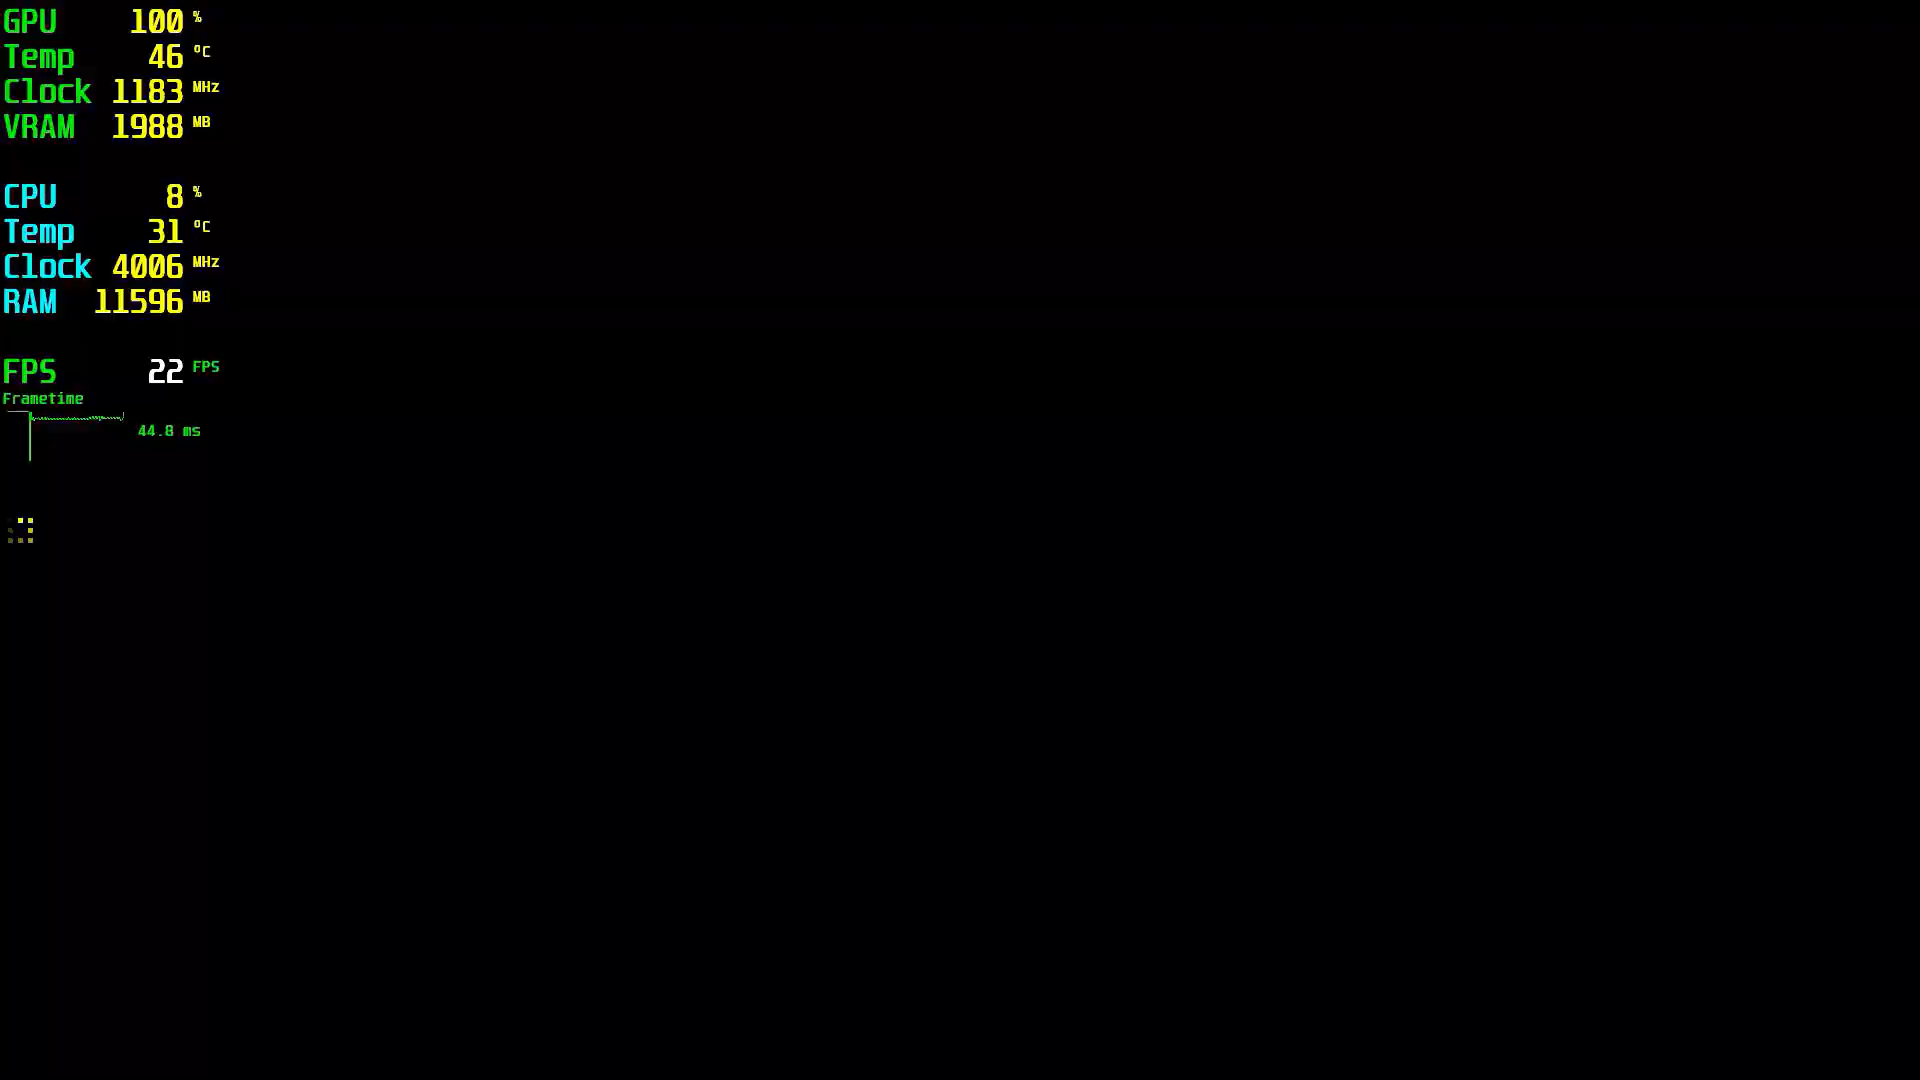 GPU 100 %
Temp 46 °C
Clock 1183 MHz
VRAM 1988 MB
CPU 8 %
Temp 31 °C
Clock 4006 MHz
RAM 11596 MB
FPS 22 FPS
Frametime
44.8 ms